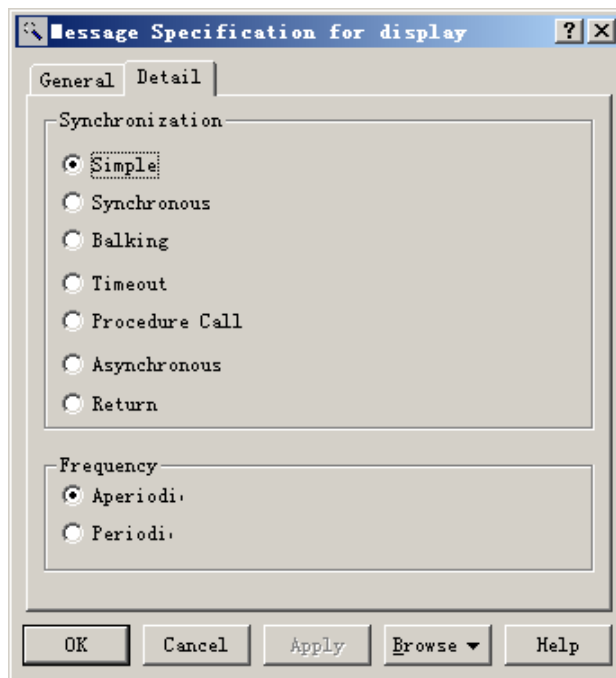 Message Specification for display
General Detail
Synchronization
Simple
Synchronous
Balking
Timeout
Procedure Call
Asynchronous
Return
Frequency
Aperiodi
Periodi
OK Cancel Apply Browse Help